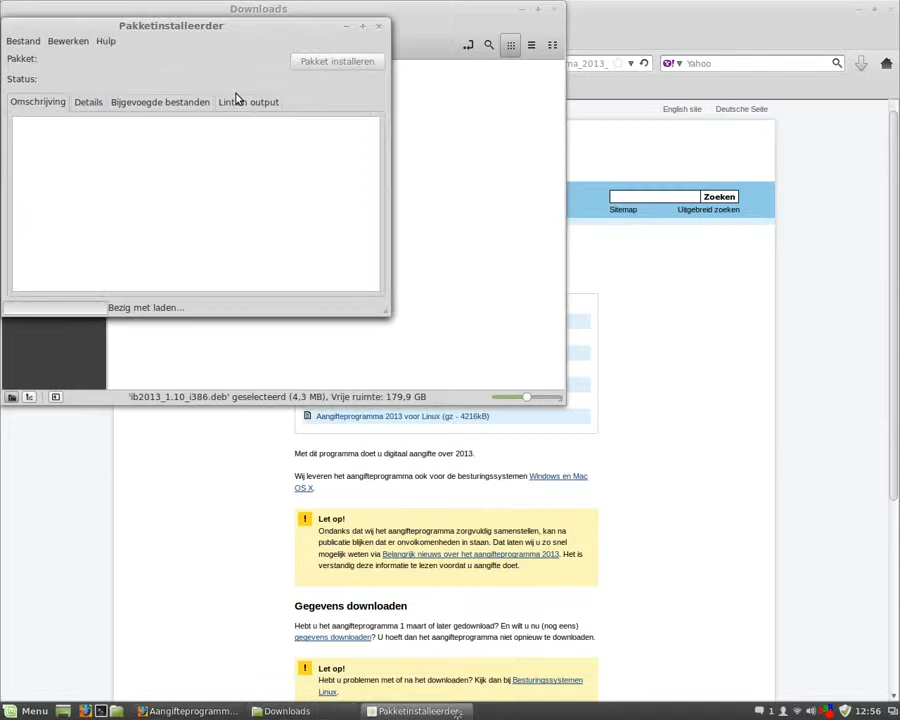 Downloads
Pakketinstalleerder
Bestand Bewerken Hulp
Pakket:
Pakket installeren
Status:
Omschrijving Details Bijgevoegde bestanden Lintian output
Bezig met laden...
'ib2013_1.10_i386.deb' geselecteerd (4,3 MB), Vrije ruimte: 179,9 GB
ma_2013_
Yahoo
English site Deutsche Seite
Zoeken
Sitemap Uitgebreid zoeken
Aangifteprogramma 2013 voor Linux (gz - 4216kB)
Met dit programma doet u digitaal aangifte over 2013.
Wij leveren het aangifteprogramma ook voor de besturingssystemen Windows en Mac
OS X.
! Let op!
Ondanks dat wij het aangifteprogramma zorgvuldig samenstellen, kan na
publicatie blijken dat er onvolkomenheden in staan. Dat laten wij u zo snel
mogelijk weten via Belangrijk nieuws over het aangifteprogramma 2013. Het is
verstandig deze informatie te lezen voordat u aangifte doet.
Gegevens downloaden
Hebt u het aangifteprogramma 1 maart of later gedownload? En wilt u nu (nog eens)
gegevens downloaden? U hoeft dan het aangifteprogramma niet opnieuw te downloaden.
! Let op!
Hebt u problemen met of na het downloaden? Kijk dan bij Besturingssystemen
Linux.
Menu
Aangifteprogramm...
Downloads
Pakketinstalleerder
1
12:56